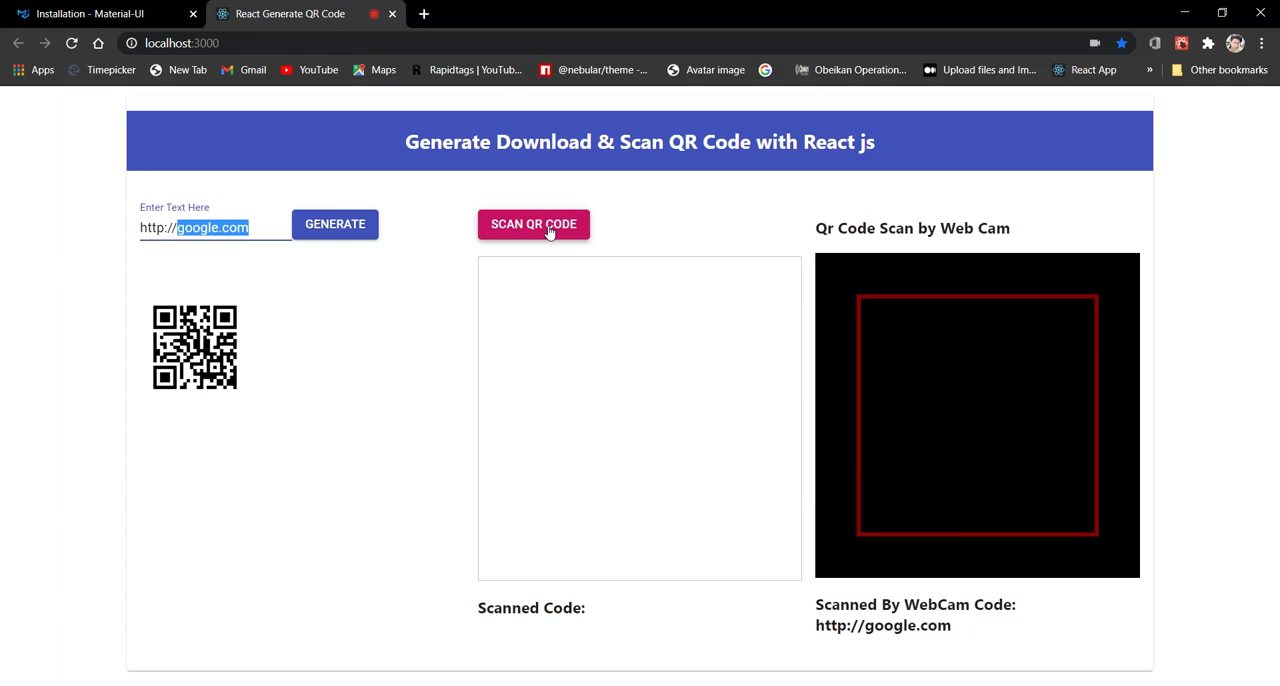 Installation - Material-UI
React Generate QR Code
localhost:3000
Apps
Timepicker
New Tab
Gmail
YouTube
Maps
Rapidtags | YouTub...
@nebular/theme -...
Avatar image
Obeikan Operation...
Upload files and Im...
React App
»
Other bookmarks
Generate Download & Scan QR Code with React js
Enter Text Here
http://google.com
GENERATE
SCAN QR CODE
Qr Code Scan by Web Cam
Scanned Code:
Scanned By WebCam Code:
http://google.com